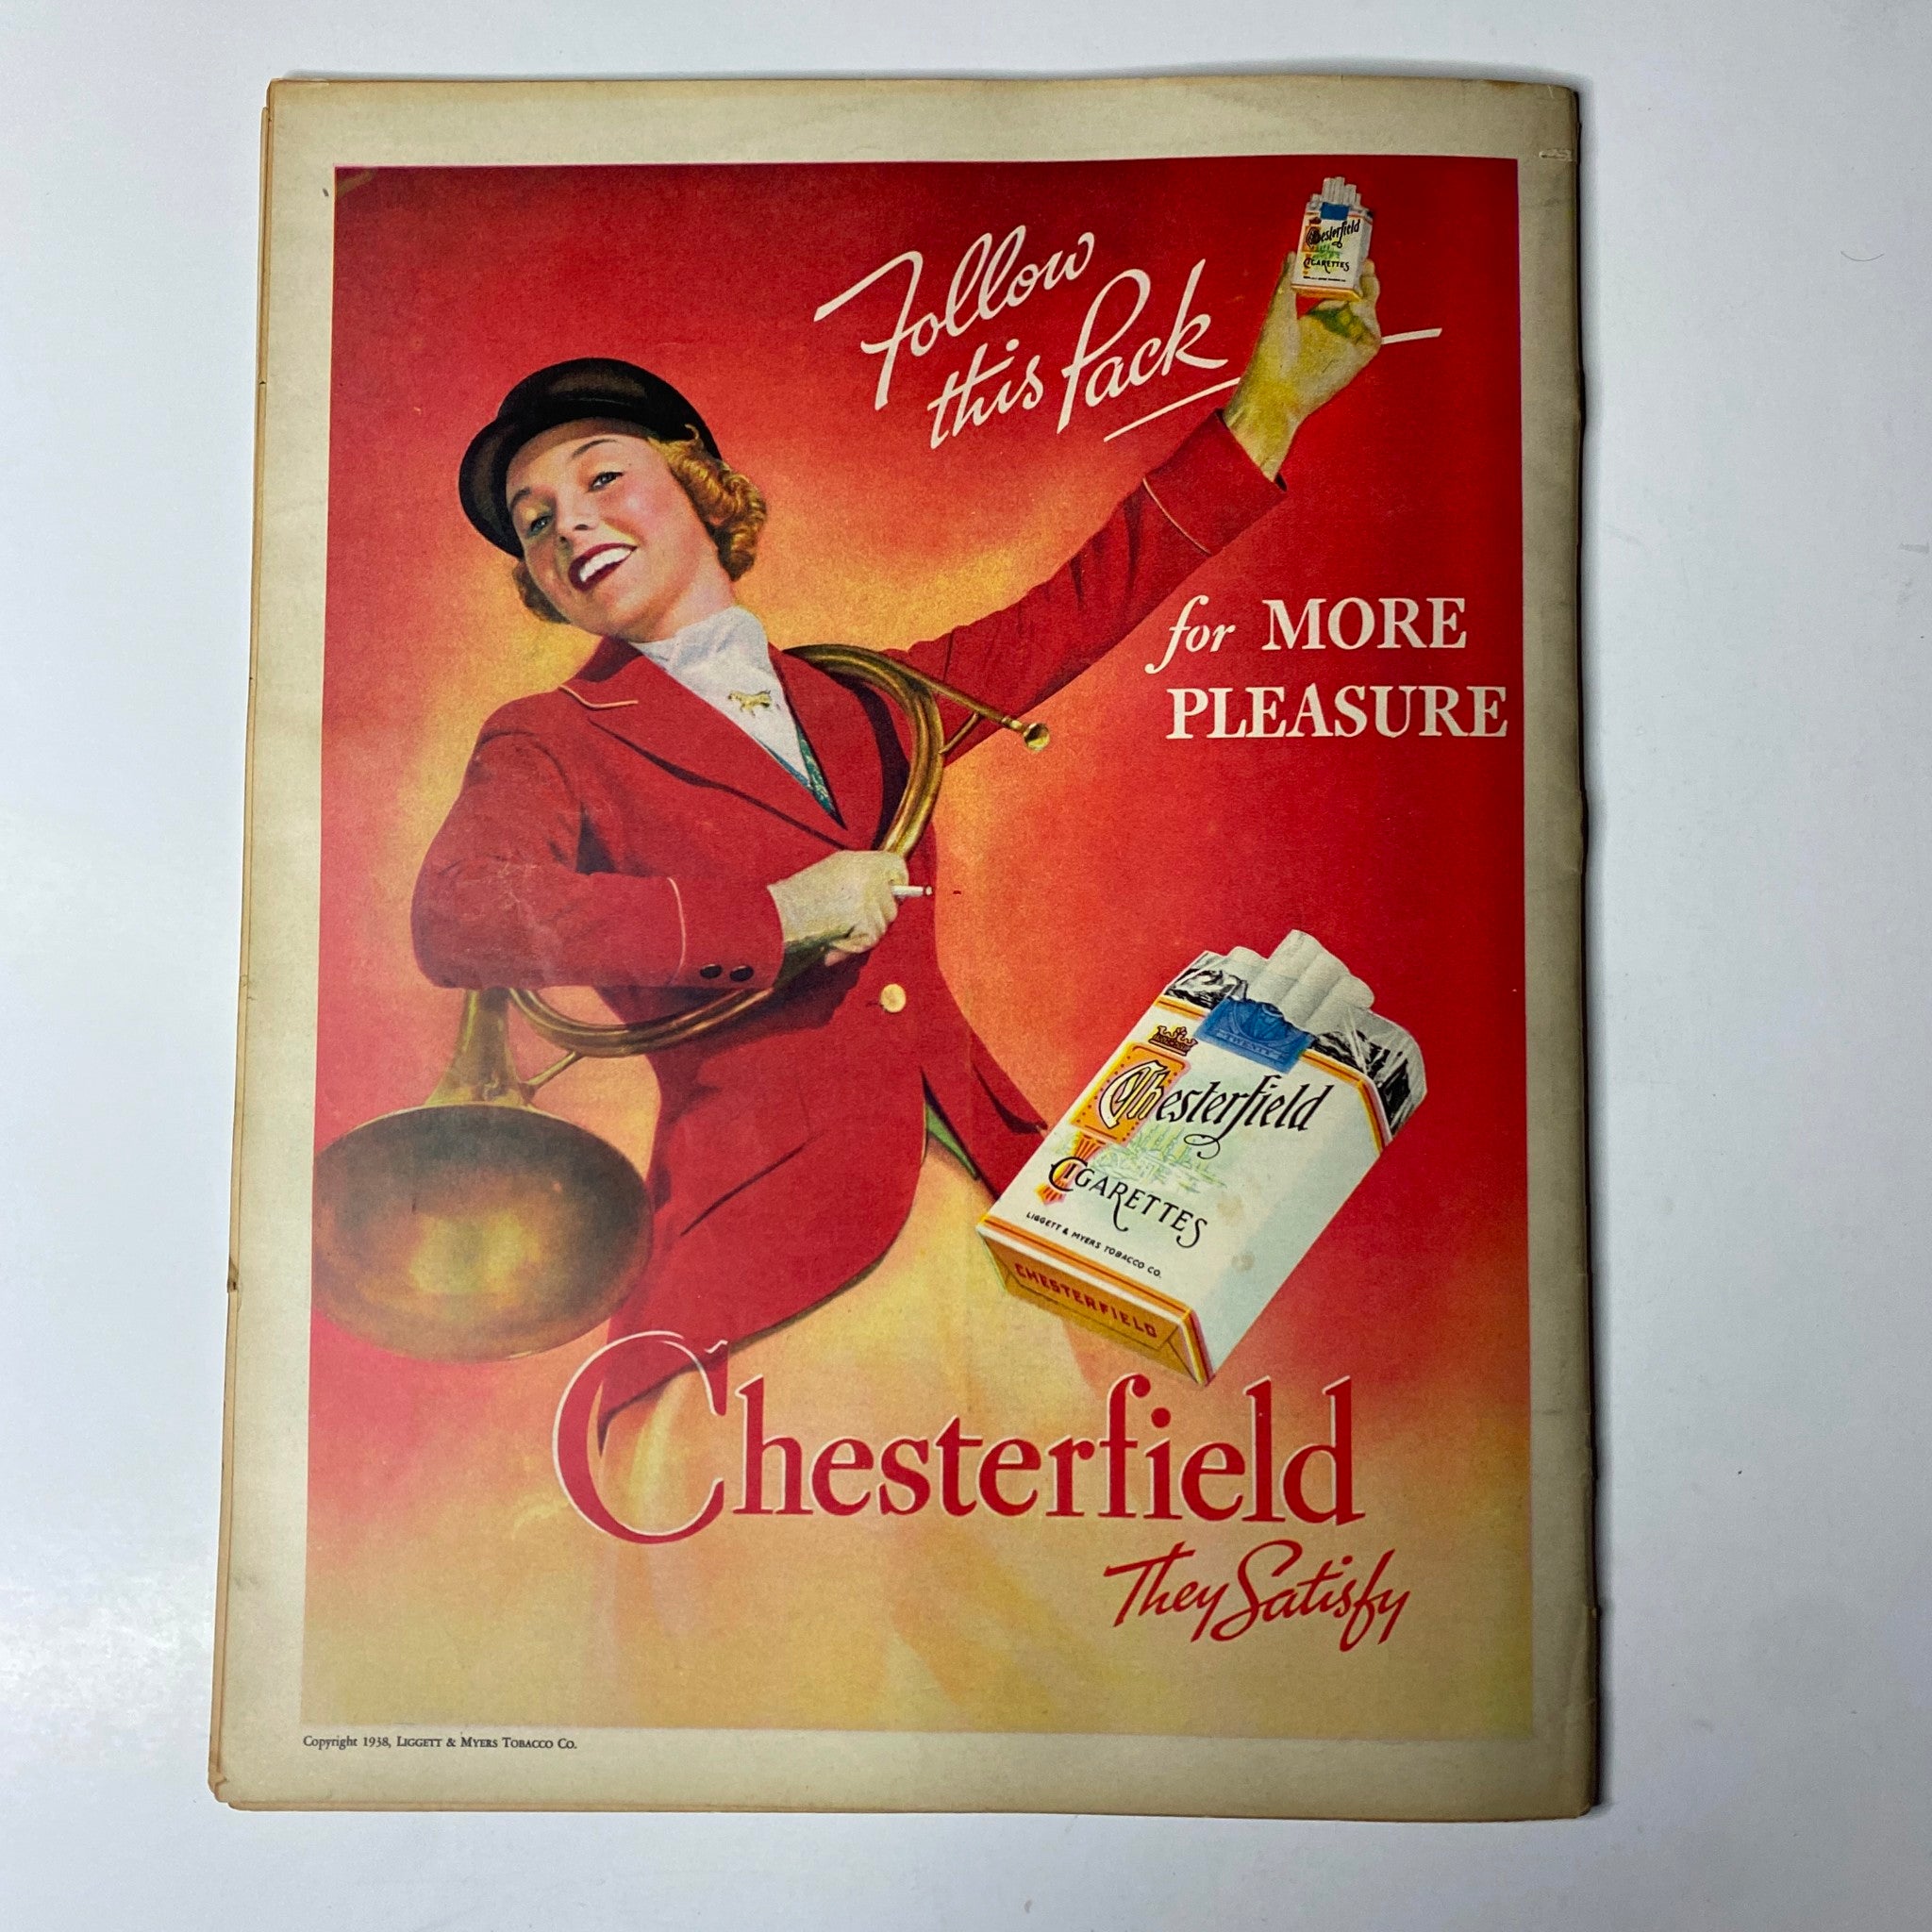 Follow
this Pack
Chesterfield
CIGARETTES
for MORE
PLEASURE
TWENTY
Chesterfield
CIGARETTES
LIGGETT & MYERS TOBACCO CO.
CHESTERFIELD
Chesterfield
They Satisfy
Copyright 1938, LIGGETT & MYERS TOBACCO CO.